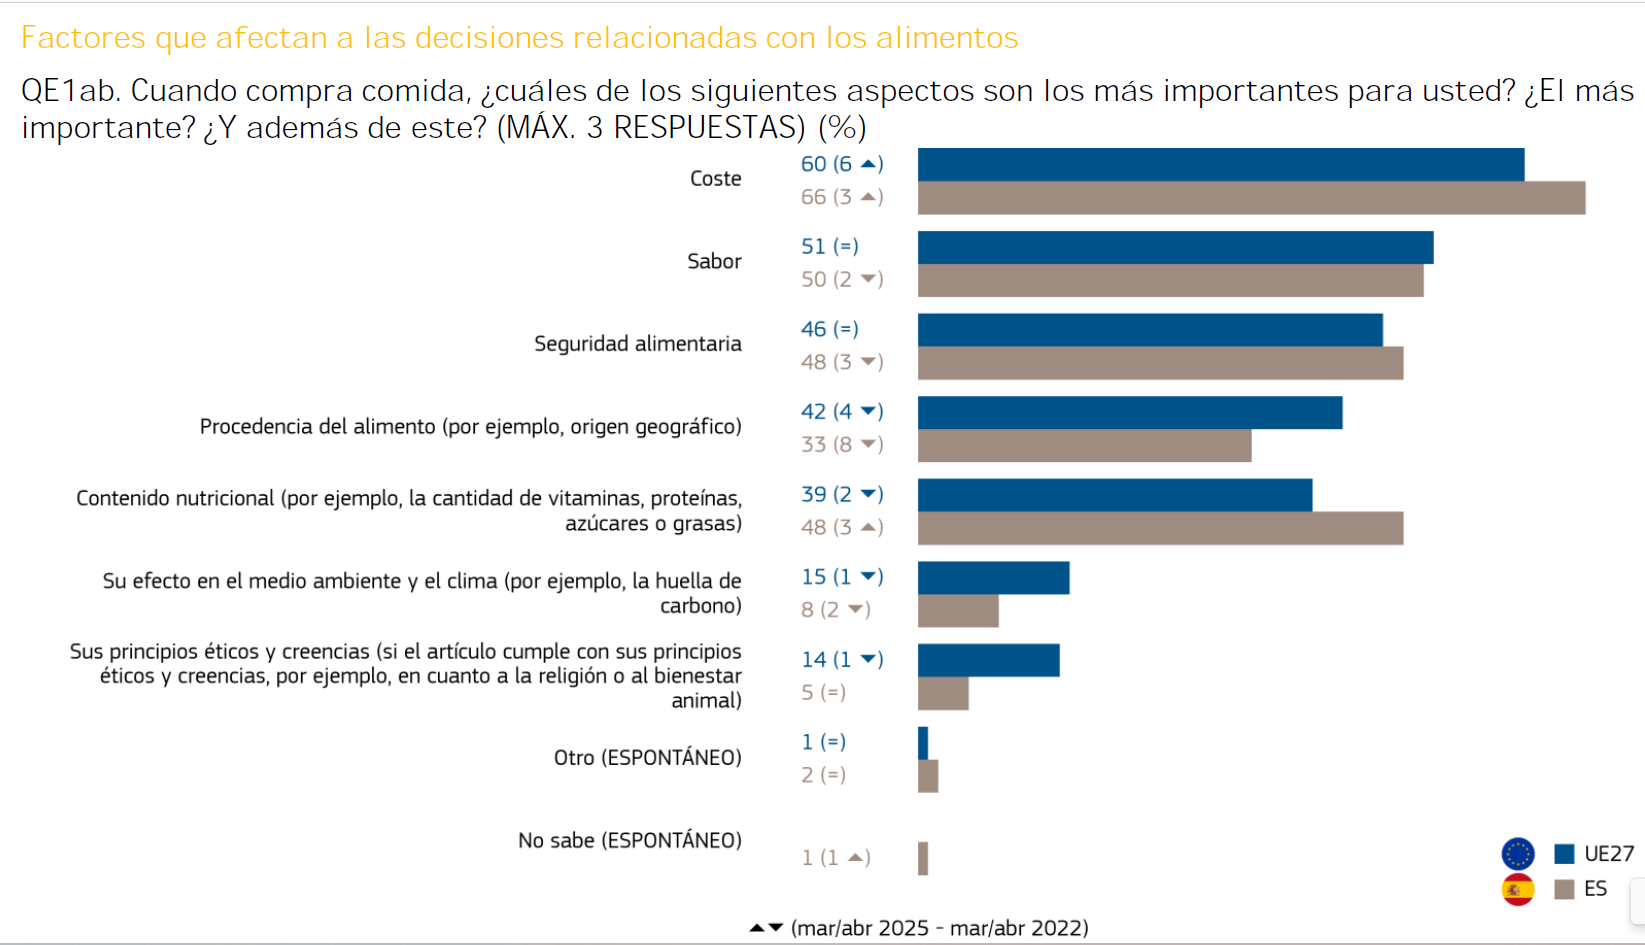 Factores que afectan a las decisiones relacionadas con los alimentos
QE1ab. Cuando compra comida, ¿cuáles de los siguientes aspectos son los más importantes para usted? ¿El más
importante? ¿Y además de este? (MÁX. 3 RESPUESTAS) (%)
Coste
60 (6 ▲)
66 (3 ▲)
Sabor
51 (=)
50 (2 ▼)
Seguridad alimentaria
46 (=)
48 (3 ▼)
Procedencia del alimento (por ejemplo, origen geográfico)
42 (4 ▼)
33 (8 ▼)
Contenido nutricional (por ejemplo, la cantidad de vitaminas, proteínas,
azúcares o grasas)
39 (2 ▼)
48 (3 ▲)
Su efecto en el medio ambiente y el clima (por ejemplo, la huella de
carbono)
15 (1 ▼)
8 (2 ▼)
Sus principios éticos y creencias (si el artículo cumple con sus principios
éticos y creencias, por ejemplo, en cuanto a la religión o al bienestar
animal)
14 (1 ▼)
5 (=)
Otro (ESPONTÁNEO)
1 (=)
2 (=)
No sabe (ESPONTÁNEO)
1 (1 ▲)
UE27
ES
▲▼ (mar/abr 2025 - mar/abr 2022)